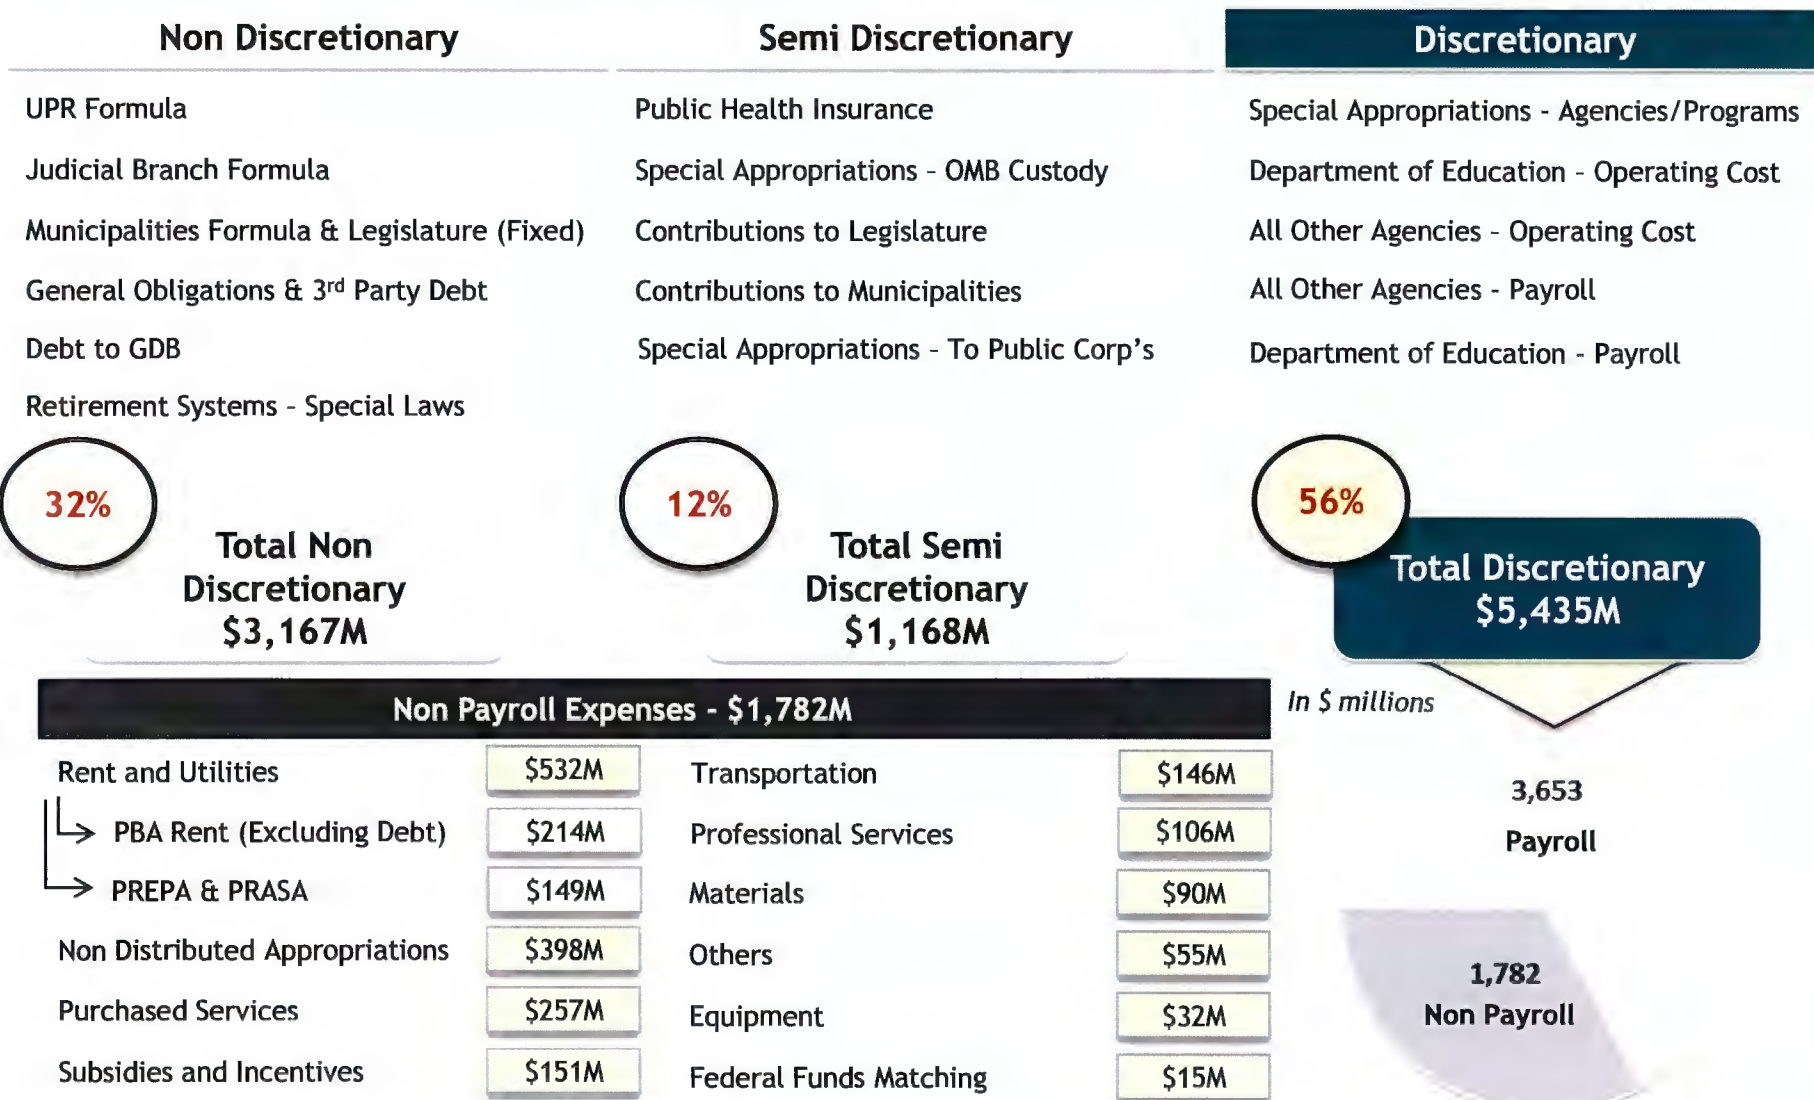 Non Discretionary
UPR Formula
Judicial Branch Formula
Municipalities Formula & Legislature (Fixed)
General Obligations & 3rd Party Debt
Debt to GDB
Retirement Systems - Special Laws
32%
Total Non
Discretionary
$3,167M
Semi Discretionary
Public Health Insurance
Special Appropriations - OMB Custody
Contributions to Legislature
Contributions to Municipalities
Special Appropriations - To Public Corp's
12%
Total Semi
Discretionary
$1,168M
Discretionary
Special Appropriations - Agencies/Programs
Department of Education - Operating Cost
All Other Agencies - Operating Cost
All Other Agencies - Payroll
Department of Education - Payroll
56%
Total Discretionary
$5,435M
Non Payroll Expenses - $1,782M
Rent and Utilities $532M
PBA Rent (Excluding Debt) $214M
PREPA & PRASA $149M
Non Distributed Appropriations $398M
Purchased Services $257M
Subsidies and Incentives $151M
Transportation $146M
Professional Services $106M
Materials $90M
Others $55M
Equipment $32M
Federal Funds Matching $15M
In $ millions
3,653
Payroll
1,782
Non Payroll